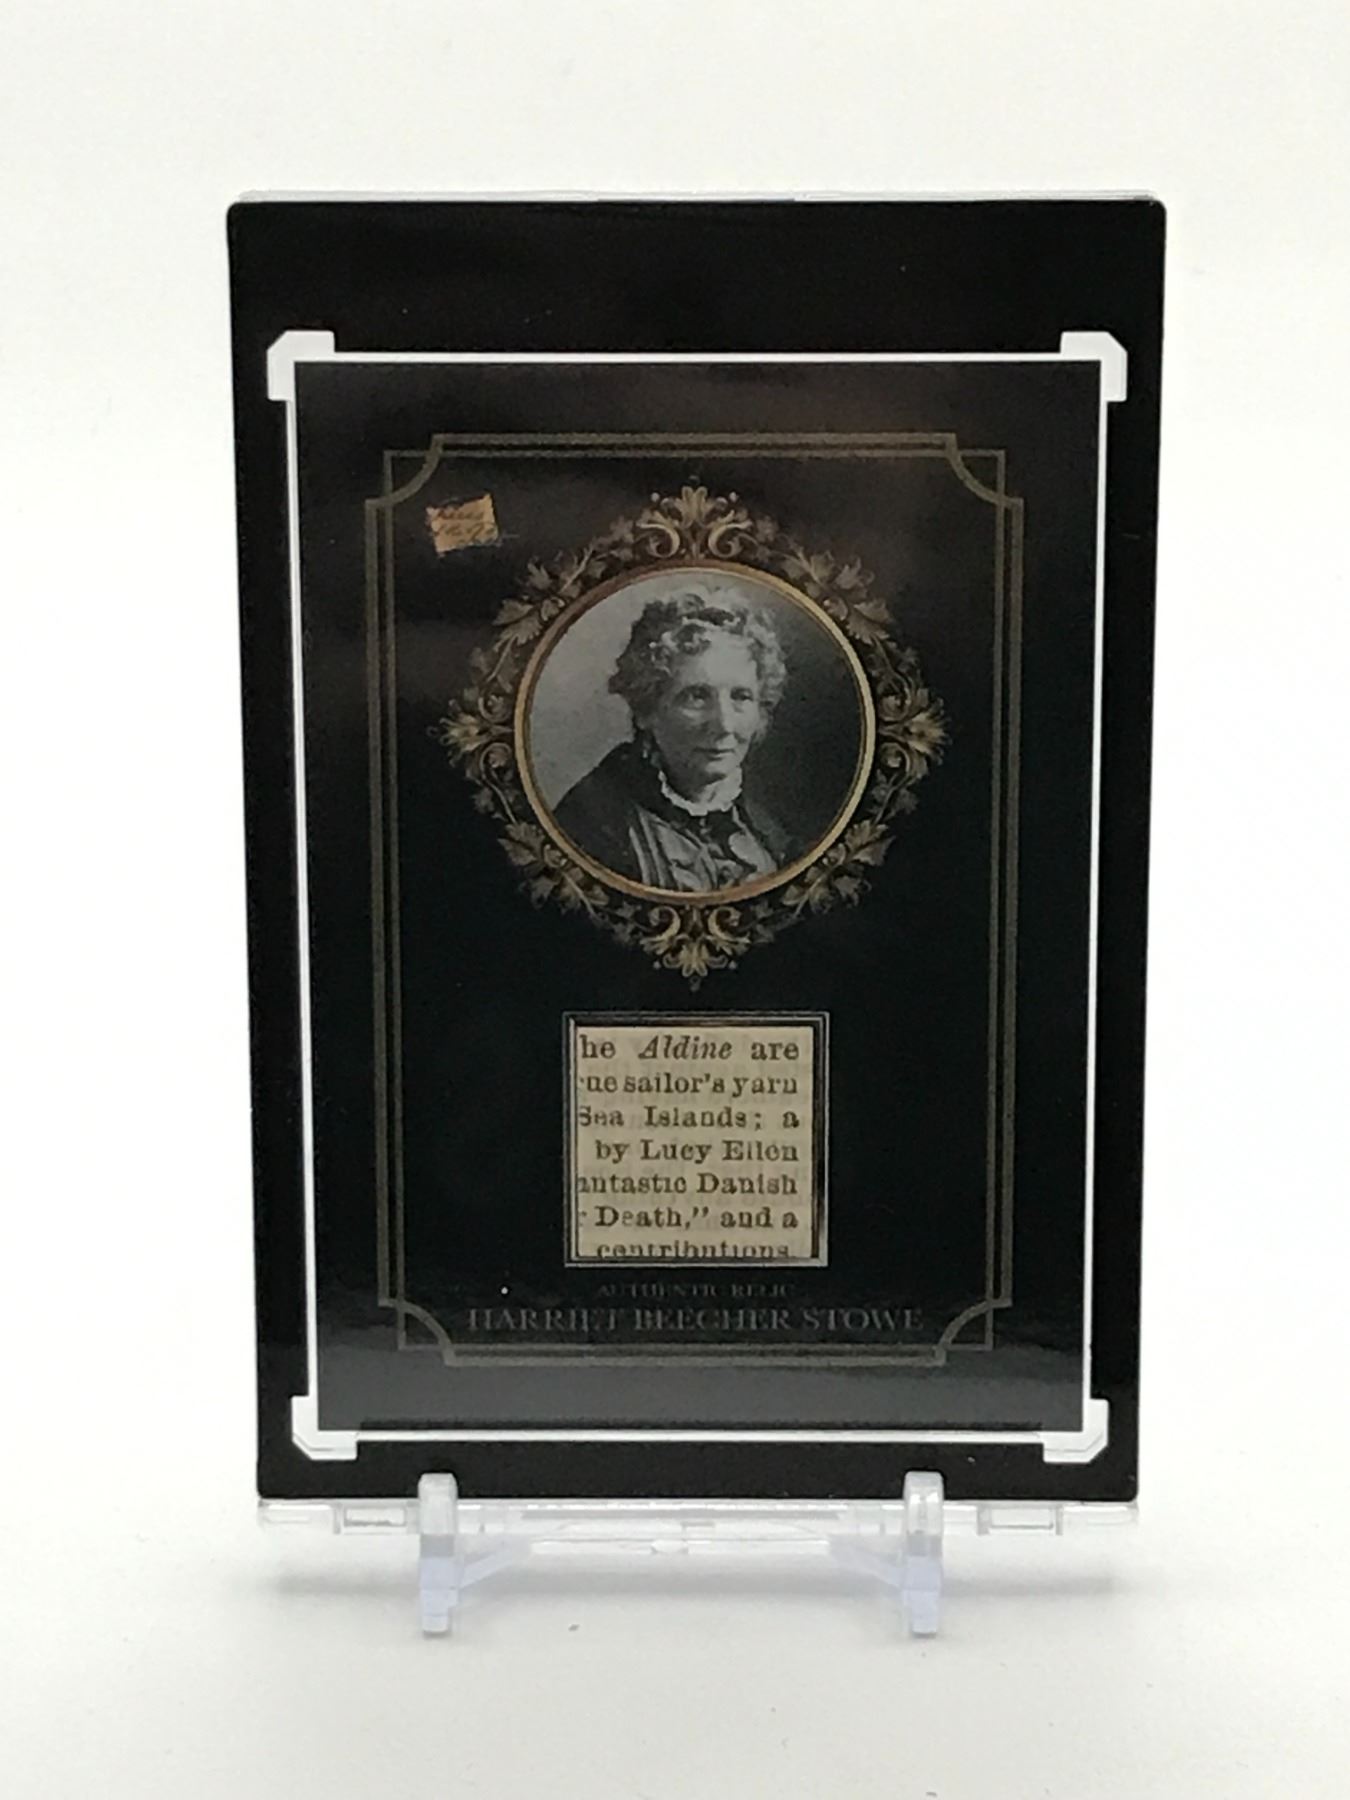 he Aldine are
ne sailor's yarn
Sea Islands; a
by Lucy Ellen
antastic Danish
r Death," and a
contributions.
AUTHENTIC RELIC
HARRIET BEECHER STOWE